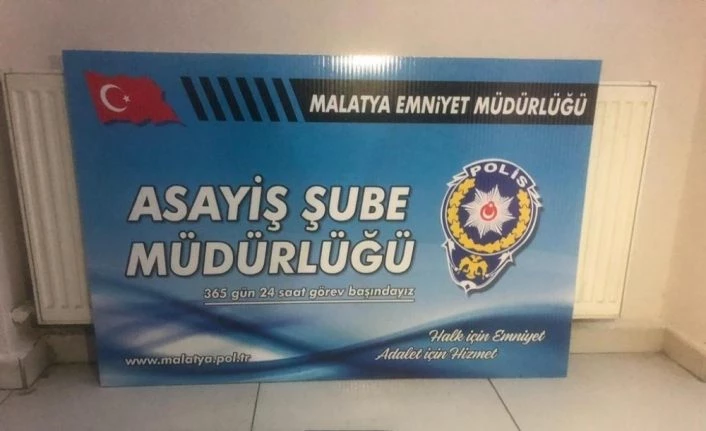 MALATYA EMNİYET MÜDÜRLÜĞÜ
ASAYİŞ ŞUBE
MÜDÜRLÜĞÜ
365 gün 24 saat görev başındayız
POLİS
Halk için Emniyet
Adalet için Hizmet
www.malatya.pol.tr